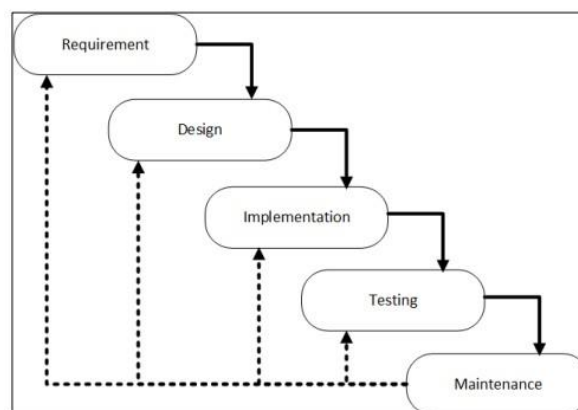 Requirement
Design
Implementation
Testing
Maintenance